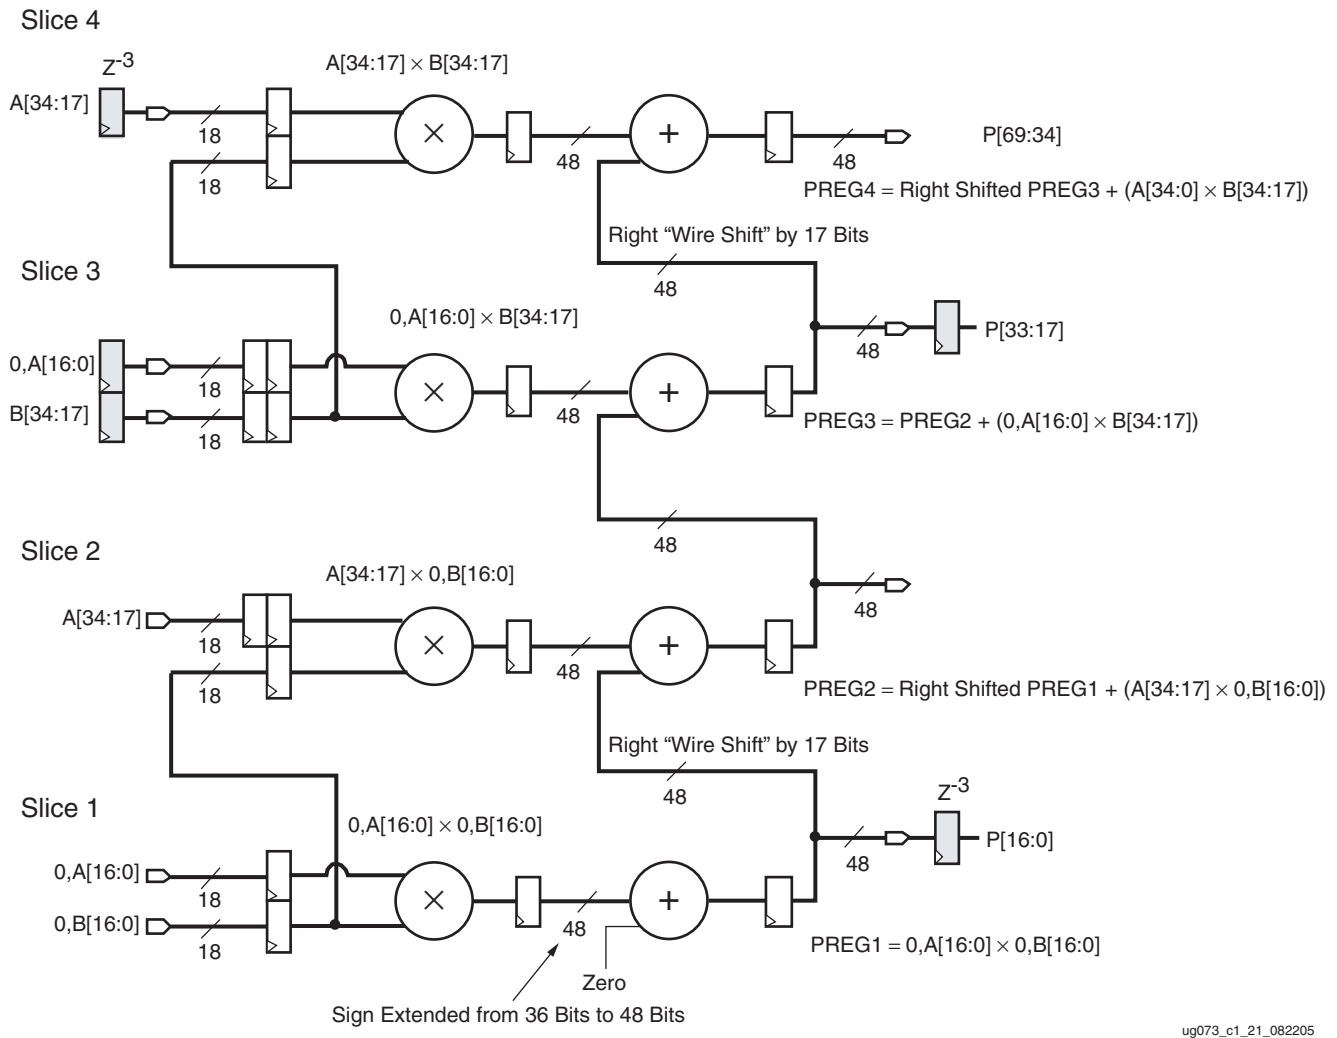 Slice 4
Z-3
A[34:17] × B[34:17]
A[34:17]
18
48
48
P[69:34]
18
PREG4 = Right Shifted PREG3 + (A[34:0] × B[34:17])
Right “Wire Shift” by 17 Bits
48
Slice 3
0,A[16:0] × B[34:17]
48
P[33:17]
0,A[16:0]
18
48
B[34:17]
18
PREG3 = PREG2 + (0,A[16:0] × B[34:17])
48
Slice 2
A[34:17] × 0,B[16:0]
48
A[34:17]
18
48
18
PREG2 = Right Shifted PREG1 + (A[34:17] × 0,B[16:0])
Right “Wire Shift” by 17 Bits
48
Slice 1
Z-3
0,A[16:0] × 0,B[16:0]
48
P[16:0]
0,A[16:0]
18
48
0,B[16:0]
18
PREG1 = 0,A[16:0] × 0,B[16:0]
Zero
Sign Extended from 36 Bits to 48 Bits
ug073_c1_21_082205